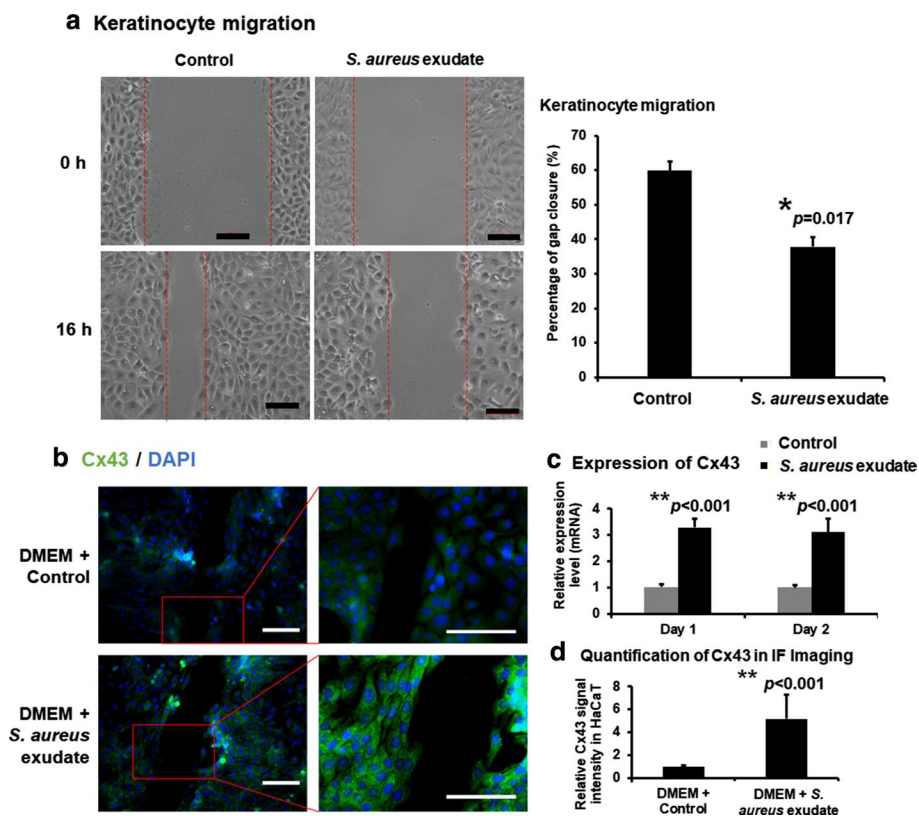 a Keratinocyte migration
Control
S. aureus exudate
0 h
16 h
Keratinocyte migration
Percentage of gap closure (%)
70
60
50
40
30
20
10
0
*
p=0.017
Control
S. aureus exudate
b Cx43 / DAPI
DMEM +
Control
DMEM +
S. aureus
exudate
Control
S. aureus exudate
c Expression of Cx43
Relative expression
level (mRNA)
4
3
2
1
0
** p<0.001
** p<0.001
Day 1
Day 2
d Quantification of Cx43 in IF Imaging
Relative Cx43 signal
intensity in HaCaT
8
6
4
2
0
**
p<0.001
DMEM +
Control
DMEM + S.
aureus exudate